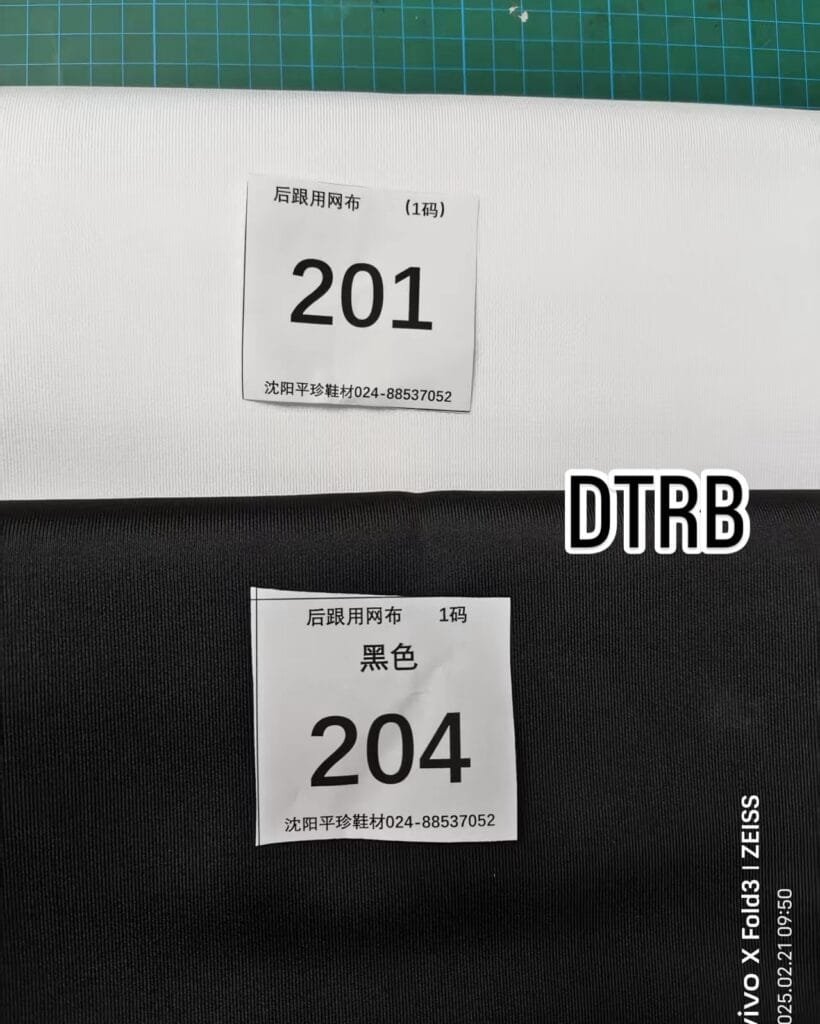 后跟用网布 (1码)
201
沈阳平珍鞋材024-88537052
DTRB
后跟用网布 1码
黑色
204
沈阳平珍鞋材024-88537052
vivo X Fold3 | ZEISS
025.02.21 09:50